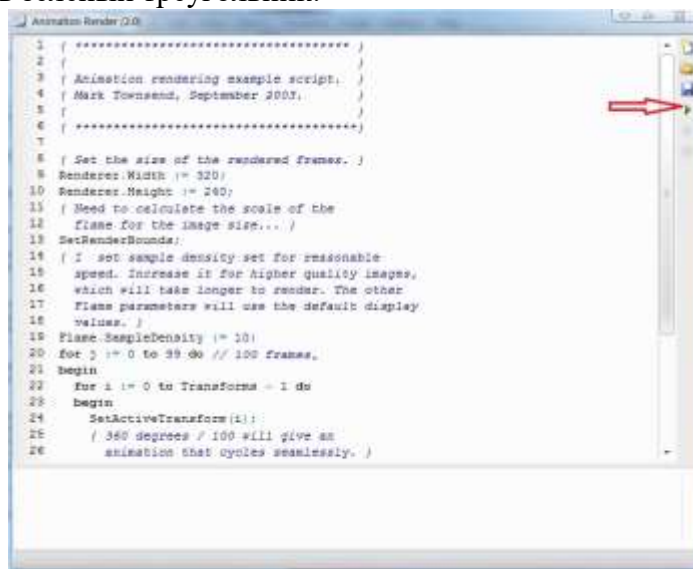 Animation Render (2.0)
1 { ************************************ }
2 { }
3 { Animation rendering example script. }
4 { Mark Townsend, September 2003. }
5 { }
6 { *************************************}
7
8 { Set the size of the rendered frames. }
9 Renderer.Width := 320;
10 Renderer.Height := 240;
11 { Need to calculate the scale of the
12 flame for the image size... }
13 SetRenderBounds;
14 { I set sample density set for reasonable
15 speed. Increase it for higher quality images,
16 which will take longer to render. The other
17 Flame parameters will use the default display
18 values. }
19 Flame.SampleDensity := 10;
20 for j := 0 to 99 do // 100 frames,
21 begin
22 for i := 0 to Transforms - 1 do
23 begin
24 SetActiveTransform(i);
25 { 360 degrees / 100 will give an
26 animation that cycles seamlessly. }